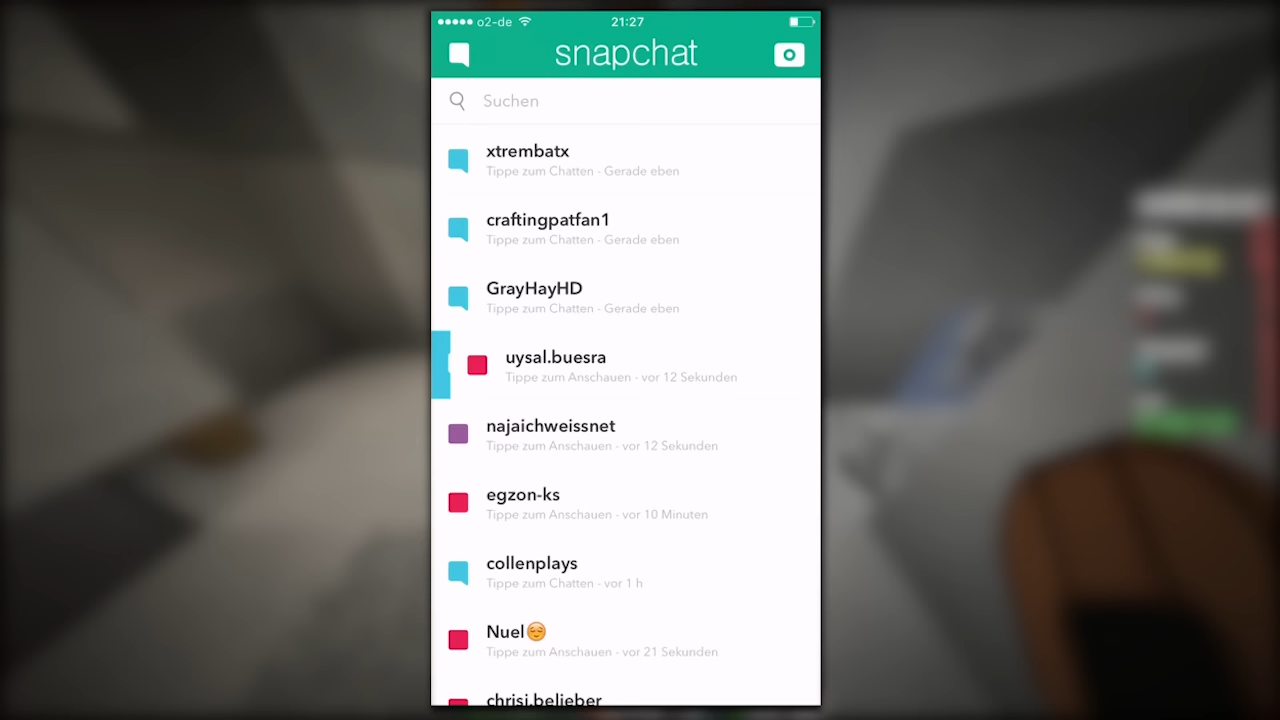 o2-de 21:27
snapchat
Suchen
xtrembatx
Tippe zum Chatten - Gerade eben
craftingpatfan1
Tippe zum Chatten - Gerade eben
GrayHayHD
Tippe zum Chatten - Gerade eben
uysal.buesra
Tippe zum Anschauen - vor 12 Sekunden
najaichweissnet
Tippe zum Anschauen - vor 12 Sekunden
egzon-ks
Tippe zum Anschauen - vor 10 Minuten
collenplays
Tippe zum Chatten - vor 1 h
Nuel😌
Tippe zum Anschauen - vor 21 Sekunden
chrisi.belieber